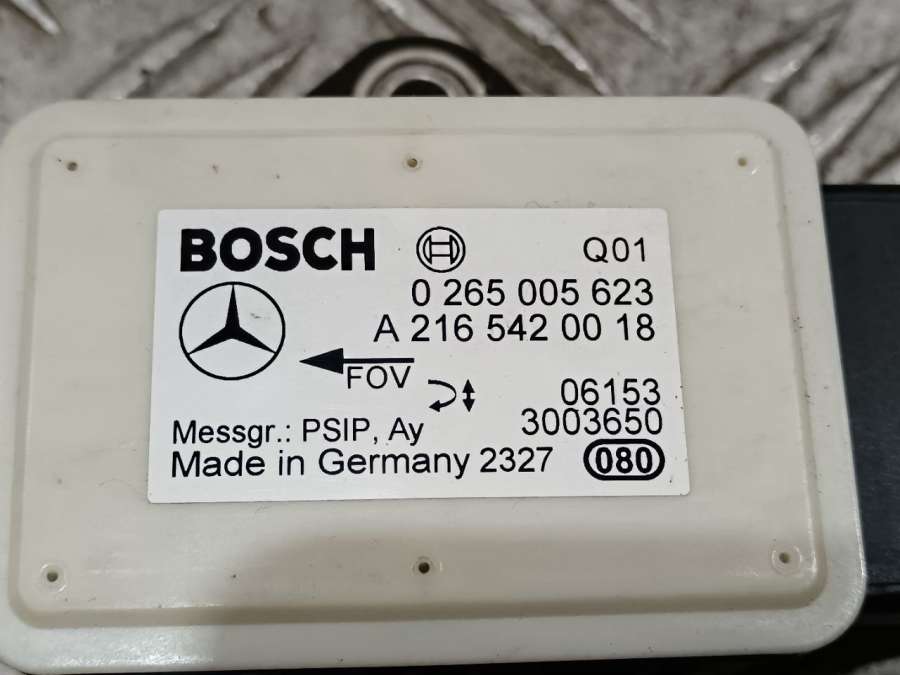 BOSCH Q01
0 265 005 623
A 216 542 00 18
FOV
06153
Messgr.: PSIP, Ay 3003650
Made in Germany 2327 080